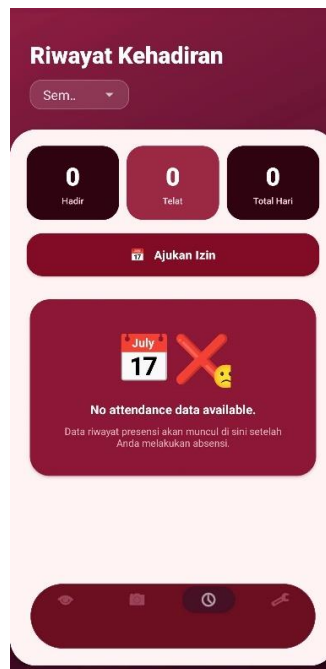 Riwayat Kehadiran
Sem..
0
Hadir
0
Telat
0
Total Hari
17
Ajukan Izin
July
17
No attendance data available.
Data riwayat presensi akan muncul di sini setelah
Anda melakukan absensi.